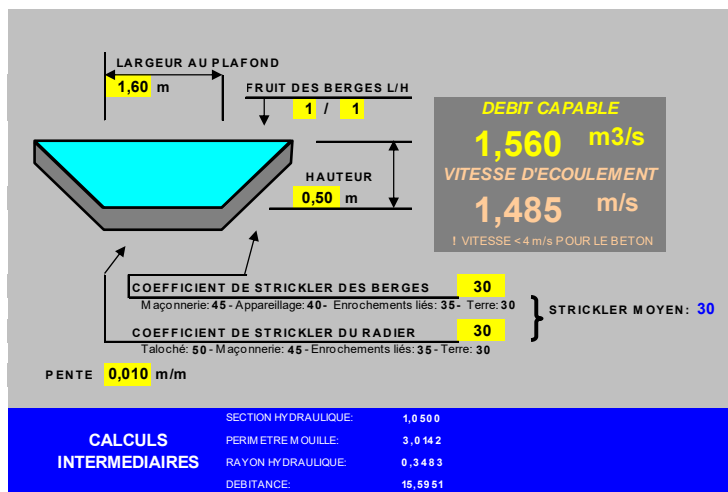 LARGEUR AU PLAFOND
1,60 m
FRUIT DES BERGES L/H
1 / 1
DEBIT CAPABLE
1,560 m3/s
VITESSE D'ECOULEMENT
1,485 m/s
! VITESSE <4 m/s POUR LE BETON
HAUTEUR
0,50 m
COEFFICIENT DE STRICKLER DES BERGES 30
Maçonnerie: 45 - Appareillage: 40- Enrochements liés: 35- Terre: 30
STRICKLER MOYEN: 30
COEFFICIENT DE STRICKLER DU RADIER 30
Taloché: 50 - Maçonnerie: 45 - Enrochements liés: 35 - Terre: 30
PENTE 0,010 m/m
CALCULS INTERMEDIAIRES
SECTION HYDRAULIQUE: 1,0500
PERIMETRE MOUILLE: 3,0142
RAYON HYDRAULIQUE: 0,3483
DEBITANCE: 15,5951